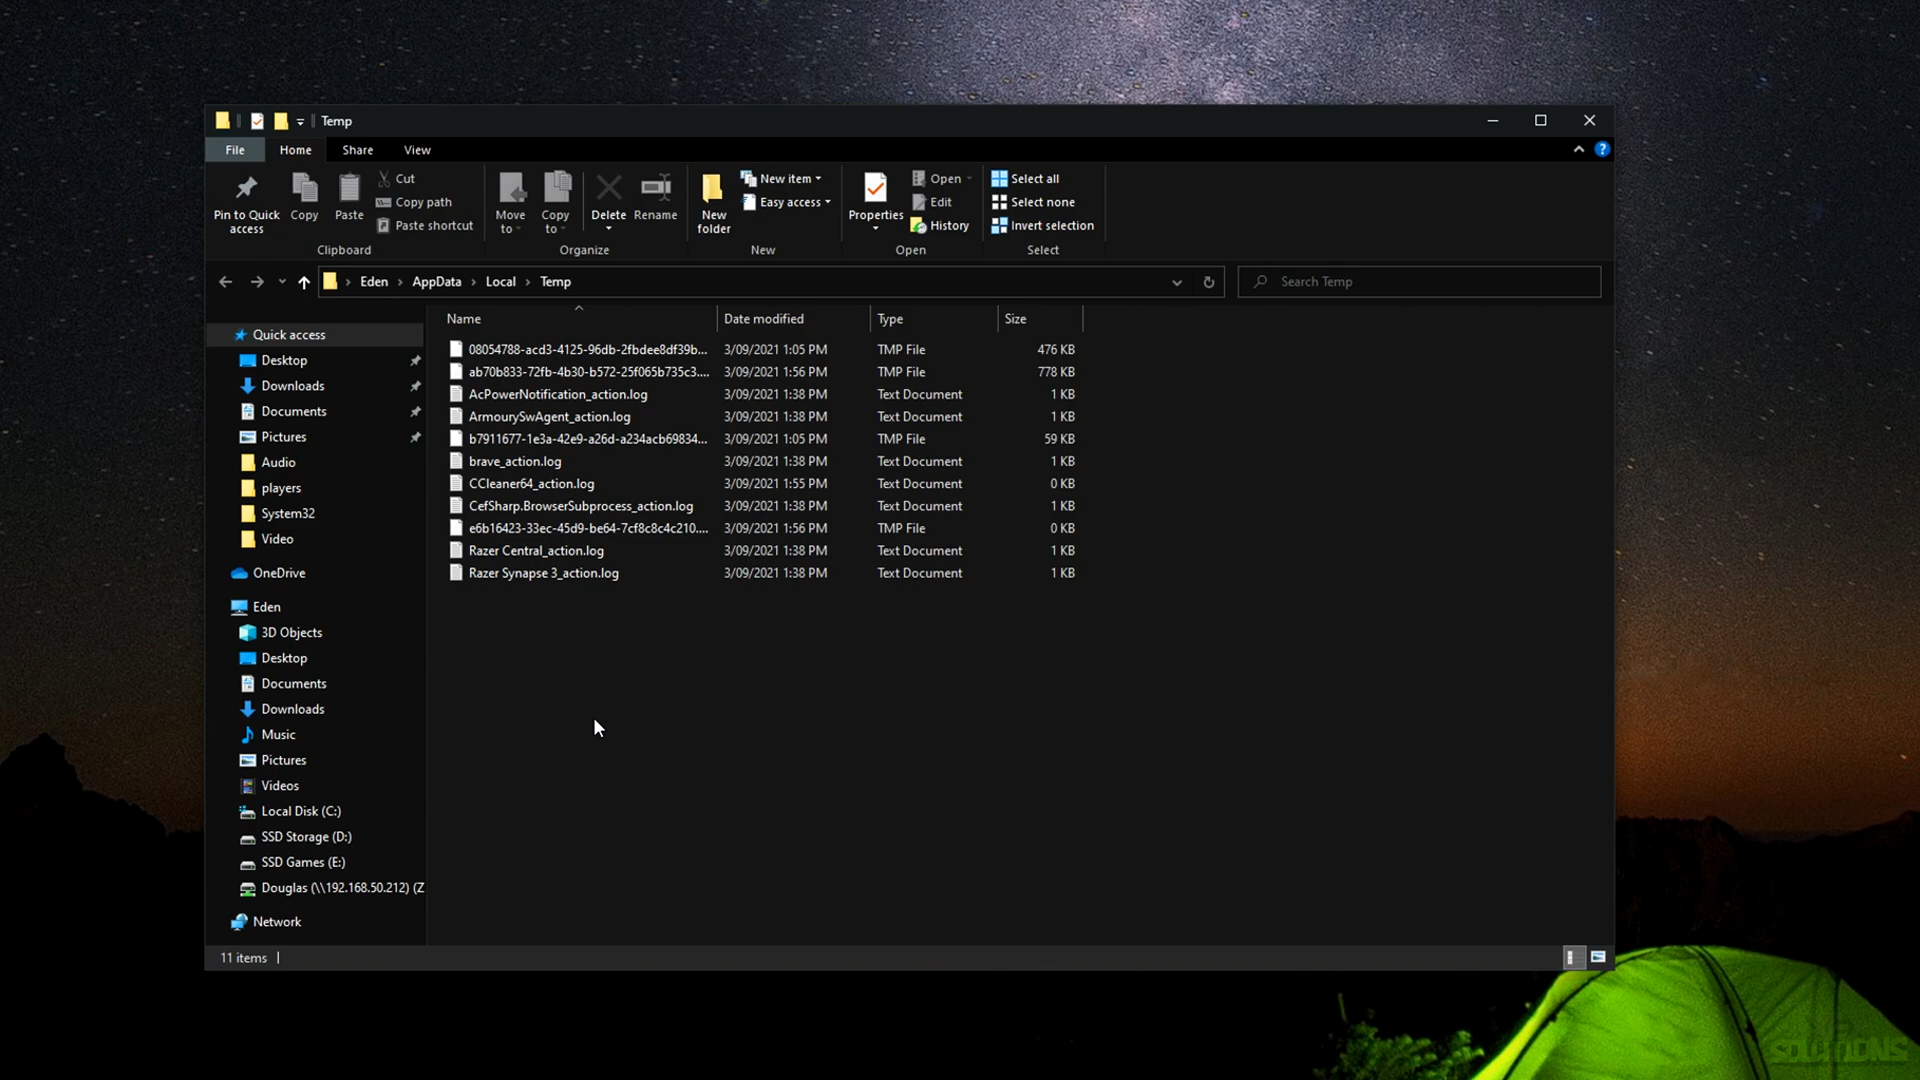 Temp
File Home Share View
Pin to Quick access
Copy
Paste
Cut
Copy path
Paste shortcut
Clipboard
Move to
Copy to
Delete
Rename
Organize
New folder
New item
Easy access
New
Properties
Open
Edit
History
Open
Select all
Select none
Invert selection
Select
Eden › AppData › Local › Temp
Search Temp
Quick access
Desktop
Downloads
Documents
Pictures
Audio
players
System32
Video
OneDrive
Eden
3D Objects
Desktop
Documents
Downloads
Music
Pictures
Videos
Local Disk (C:)
SSD Storage (D:)
SSD Games (E:)
Douglas (\\192.168.50.212) (Z
Network
Name Date modified Type Size
08054788-acd3-4125-96db-2fbdee8df39b... 3/09/2021 1:05 PM TMP File 476 KB
ab70b833-72fb-4b30-b572-25f065b735c3.... 3/09/2021 1:56 PM TMP File 778 KB
AcPowerNotification_action.log 3/09/2021 1:38 PM Text Document 1 KB
ArmourySwAgent_action.log 3/09/2021 1:38 PM Text Document 1 KB
b7911677-1e3a-42e9-a26d-a234acb69834... 3/09/2021 1:05 PM TMP File 59 KB
brave_action.log 3/09/2021 1:38 PM Text Document 1 KB
CCleaner64_action.log 3/09/2021 1:55 PM Text Document 0 KB
CefSharp.BrowserSubprocess_action.log 3/09/2021 1:38 PM Text Document 1 KB
e6b16423-33ec-45d9-be64-7cf8c8c4c210.... 3/09/2021 1:56 PM TMP File 0 KB
Razer Central_action.log 3/09/2021 1:38 PM Text Document 1 KB
Razer Synapse 3_action.log 3/09/2021 1:38 PM Text Document 1 KB
11 items
SOLUTIONS